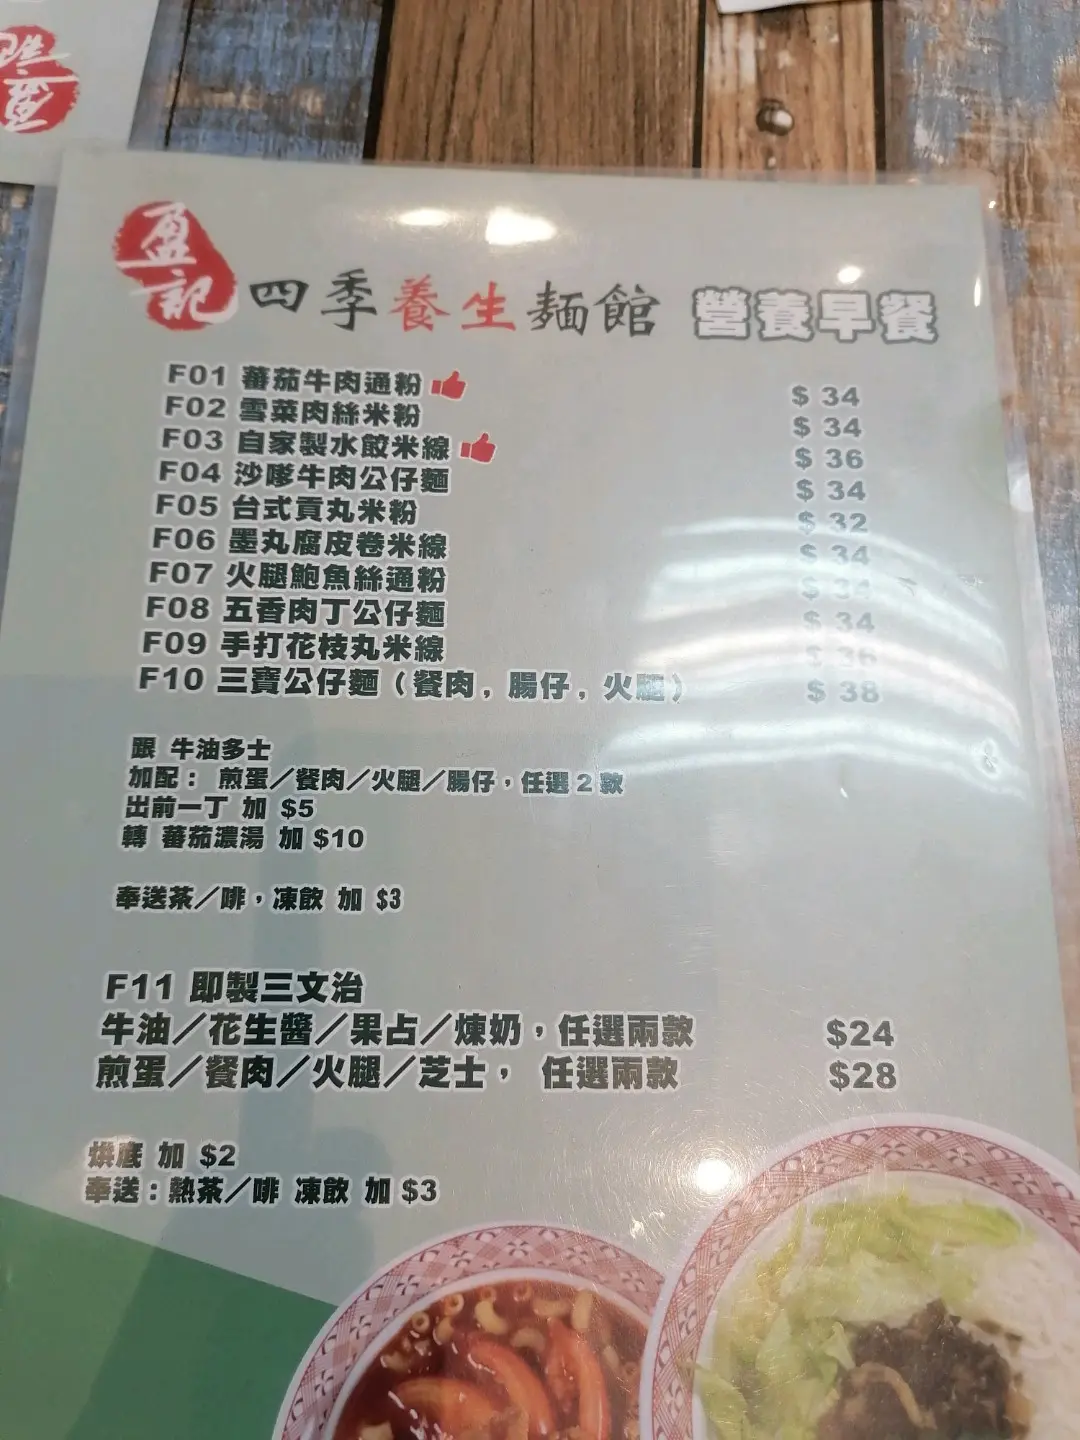 盈記 四季養生麵館 營養早餐
F01 蕃茄牛肉通粉 $ 34
F02 雪菜肉絲米粉 $ 34
F03 自家製水餃米線 $ 36
F04 沙嗲牛肉公仔麵 $ 34
F05 台式貢丸米粉 $ 32
F06 墨丸腐皮卷米線 $ 34
F07 火腿鮑魚絲通粉 $
F08 五香肉丁公仔麵 $ 34
F09 手打花枝丸米線 $ 36
F10 三寶公仔麵（餐肉，腸仔，火腿） $ 38
跟 牛油多士
加配： 煎蛋／餐肉／火腿／腸仔，任選 2 款
出前一丁 加 $5
轉 蕃茄濃湯 加 $10
奉送茶／啡，凍飲 加 $3
F11 即製三文治
牛油／花生醬／果占／煉奶，任選兩款 $24
煎蛋／餐肉／火腿／芝士， 任選兩款 $28
烘底 加 $2
奉送：熱茶／啡 凍飲 加 $3